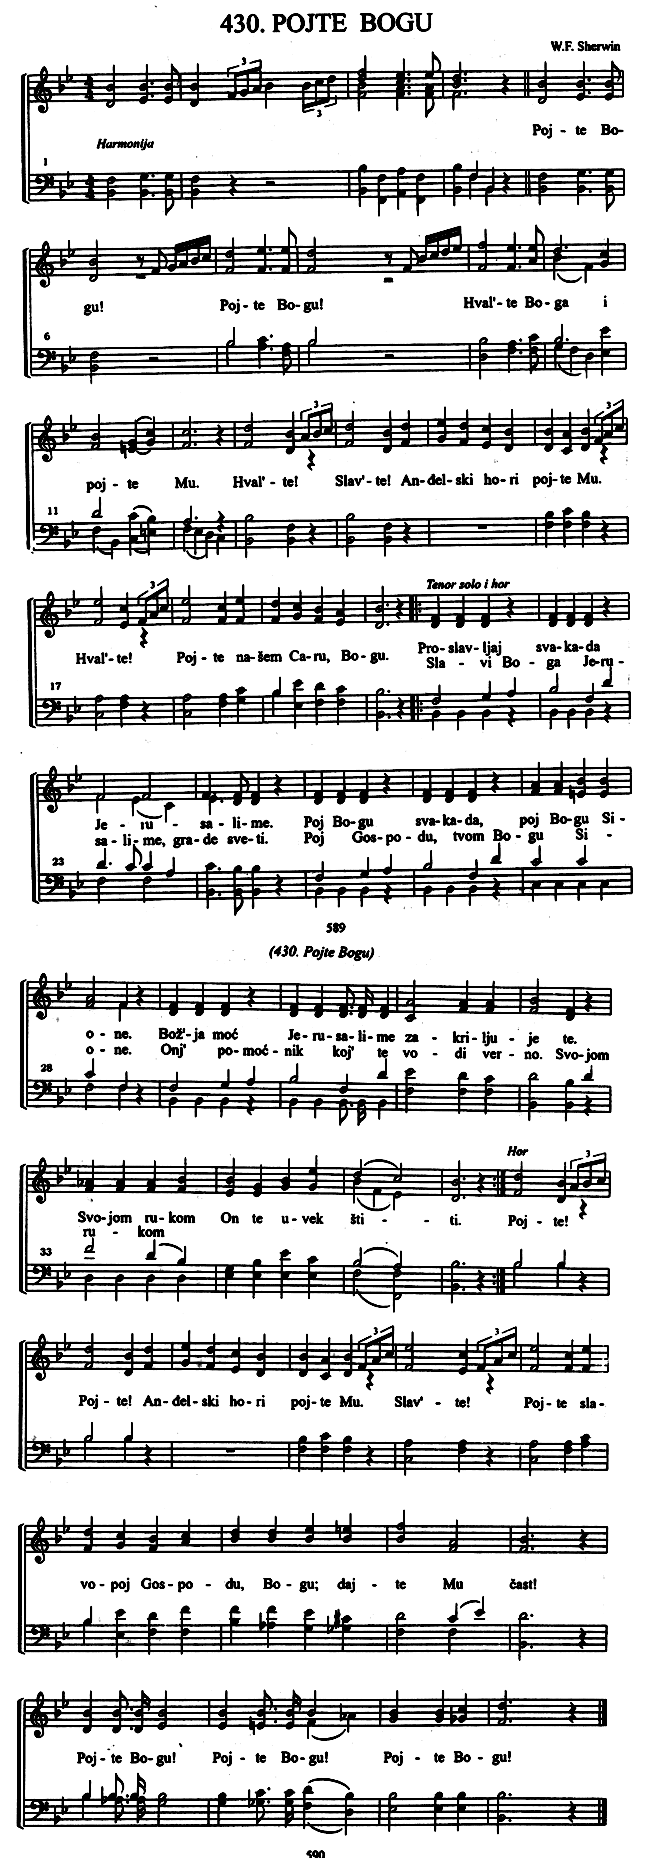 430. POJTE BOGU
W.F. Sherwin
Harmonija
1
Poj - te Bo-
6
gu! Poj - te Bo - gu! Hval'- te Bo - ga i
11
poj - te Mu. Hval' - te! Slav'- te! An-đel- ski ho - ri poj- te Mu.
Tenor solo i hor
Hval'- te! Poj - te na-šem Ca-ru, Bo-gu. Pro- slav- ljaj sva- ka- da
Sla - vi Bo - ga Je-ru-
17
Je - ru - sa - li- me. Poj Bo- gu sva- ka- da, poj Bo- gu Si -
sa- li- me, gra- de sve- ti. Poj Gos- po - du, tvom Bo - gu Si -
23
589
(430. Pojte Bogu)
o - ne. Bož'- ja moć Je- ru- sa- li- me za - kri- lju - je te.
o - ne. Onj' po- moć - nik koj' te vo - di ver - no. Svo-jom
28
Hor
Svo-jom ru - kom On te u - vek šti - - ti. Poj - te!
ru - kom
33
Poj - te! An-đel-ski ho - ri poj- te Mu. Slav' - te! Poj - te sla-
vo - poj Gos - po - du, Bo - gu; daj - te Mu čast!
Poj - te Bo- gu! Poj - te Bo - gu! Poj - te Bo - gu!
590